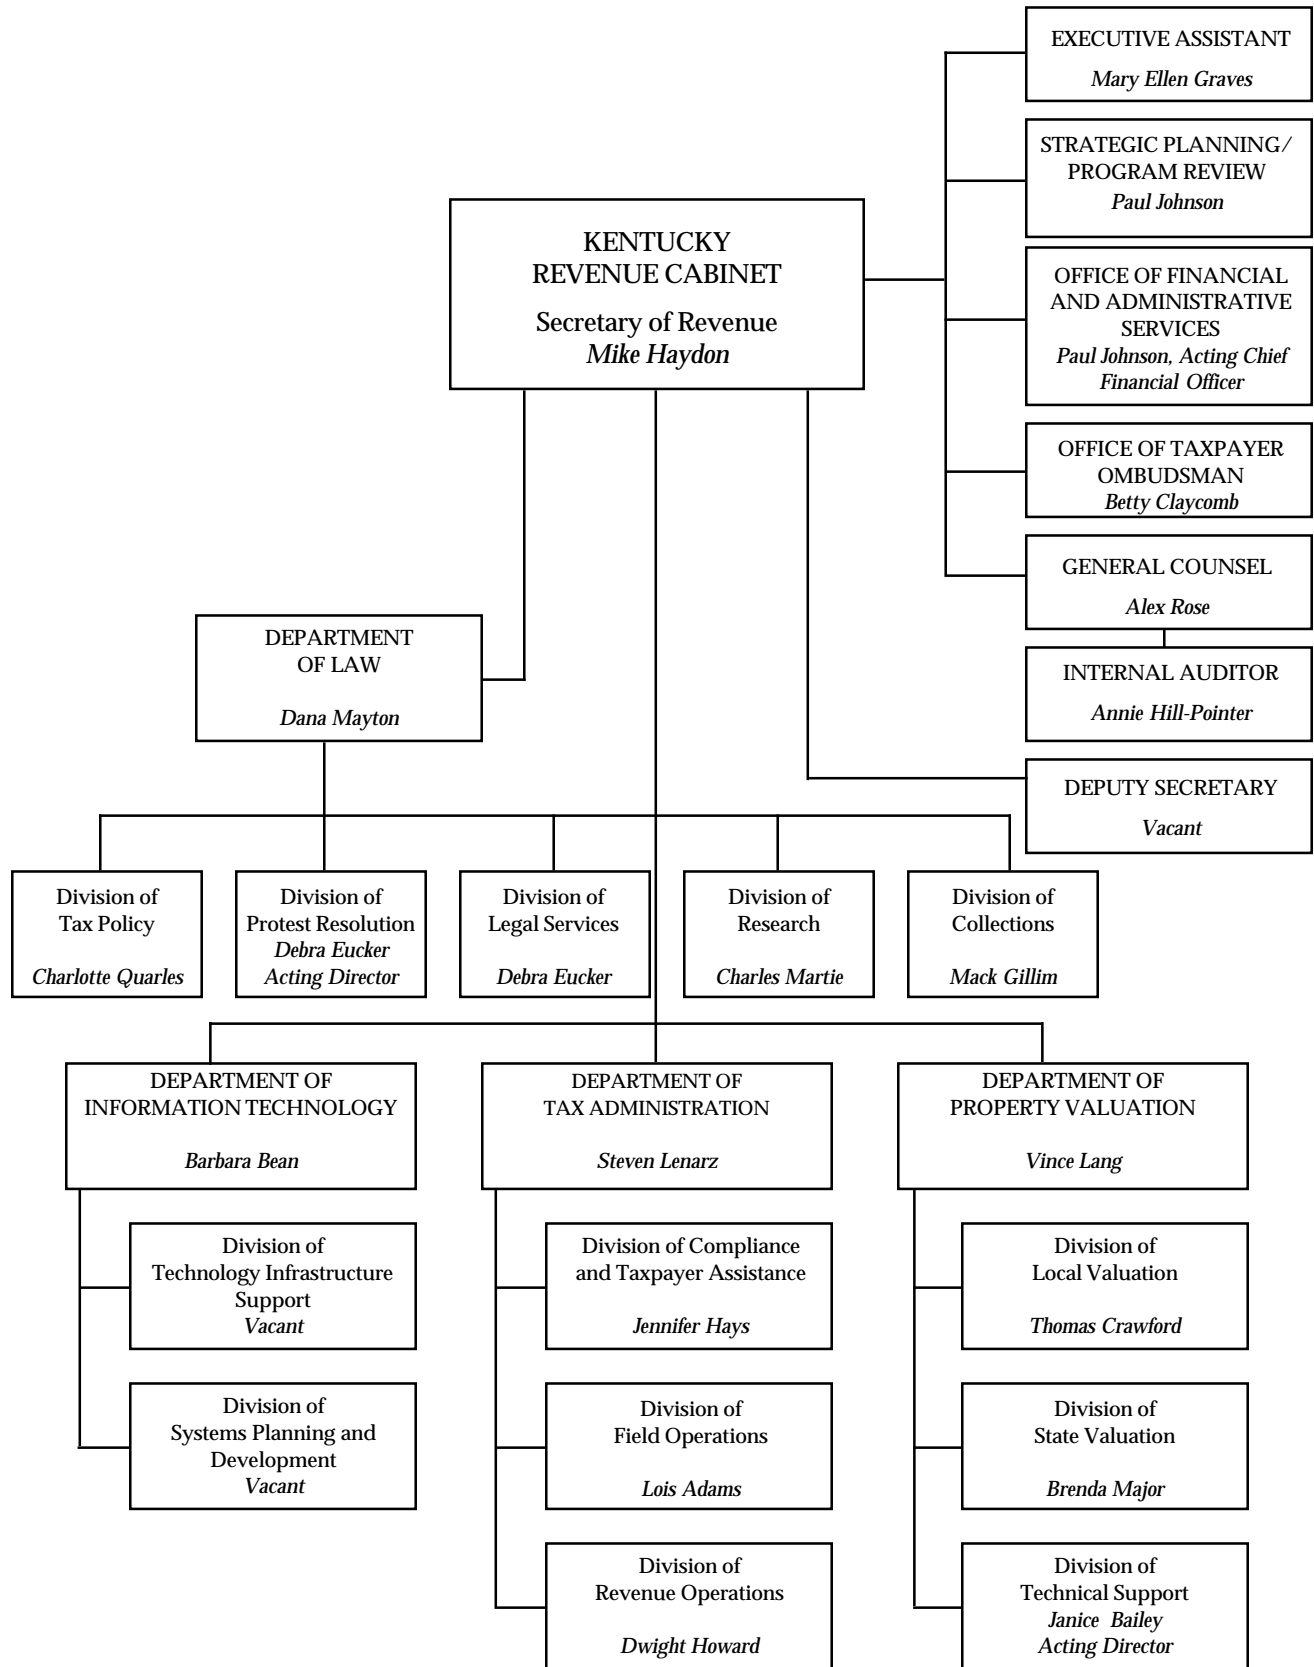 EXECUTIVE ASSISTANT
Mary Ellen Graves
STRATEGIC PLANNING/
PROGRAM REVIEW
Paul Johnson
KENTUCKY
REVENUE CABINET
Secretary of Revenue
Mike Haydon
OFFICE OF FINANCIAL
AND ADMINISTRATIVE
SERVICES
Paul Johnson, Acting Chief
Financial Officer
OFFICE OF TAXPAYER
OMBUDSMAN
Betty Claycomb
GENERAL COUNSEL
Alex Rose
INTERNAL AUDITOR
Annie Hill-Pointer
DEPUTY SECRETARY
Vacant
DEPARTMENT
OF LAW
Dana Mayton
Division of
Tax Policy
Charlotte Quarles
Division of
Protest Resolution
Debra Eucker
Acting Director
Division of
Legal Services
Debra Eucker
Division of
Research
Charles Martie
Division of
Collections
Mack Gillim
DEPARTMENT OF
INFORMATION TECHNOLOGY
Barbara Bean
Division of
Technology Infrastructure
Support
Vacant
Division of
Systems Planning and
Development
Vacant
DEPARTMENT OF
TAX ADMINISTRATION
Steven Lenarz
Division of Compliance
and Taxpayer Assistance
Jennifer Hays
Division of
Field Operations
Lois Adams
Division of
Revenue Operations
Dwight Howard
DEPARTMENT OF
PROPERTY VALUATION
Vince Lang
Division of
Local Valuation
Thomas Crawford
Division of
State Valuation
Brenda Major
Division of
Technical Support
Janice Bailey
Acting Director